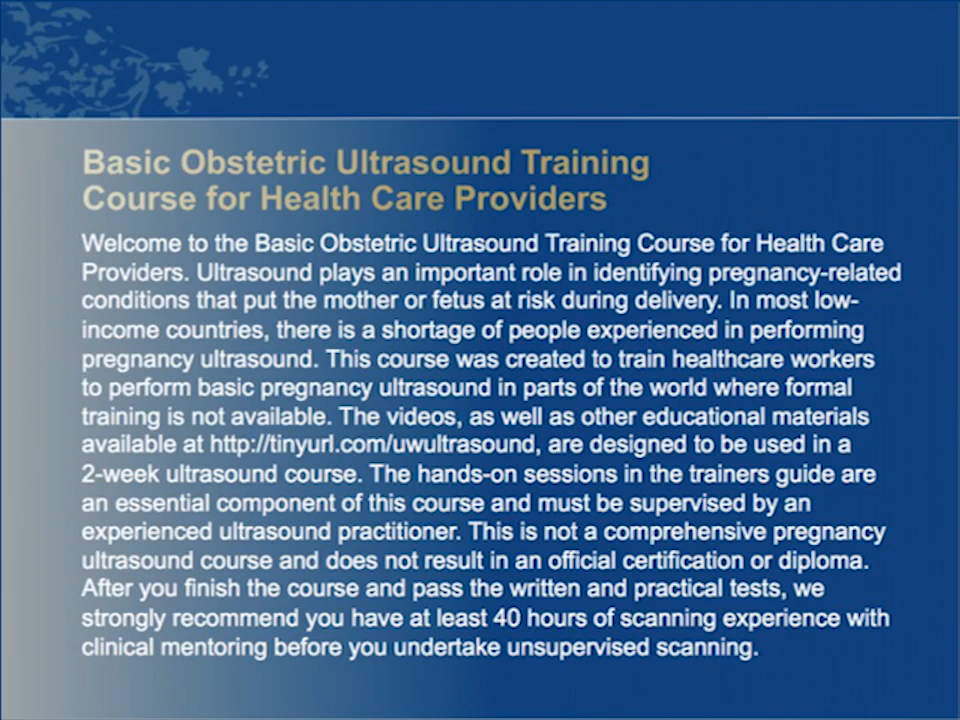 Basic Obstetric Ultrasound Training
Course for Health Care Providers
Welcome to the Basic Obstetric Ultrasound Training Course for Health Care
Providers. Ultrasound plays an important role in identifying pregnancy-related
conditions that put the mother or fetus at risk during delivery. In most low-
income countries, there is a shortage of people experienced in performing
pregnancy ultrasound. This course was created to train healthcare workers
to perform basic pregnancy ultrasound in parts of the world where formal
training is not available. The videos, as well as other educational materials
available at http://tinyurl.com/uwultrasound, are designed to be used in a
2-week ultrasound course. The hands-on sessions in the trainers guide are
an essential component of this course and must be supervised by an
experienced ultrasound practitioner. This is not a comprehensive pregnancy
ultrasound course and does not result in an official certification or diploma.
After you finish the course and pass the written and practical tests, we
strongly recommend you have at least 40 hours of scanning experience with
clinical mentoring before you undertake unsupervised scanning.